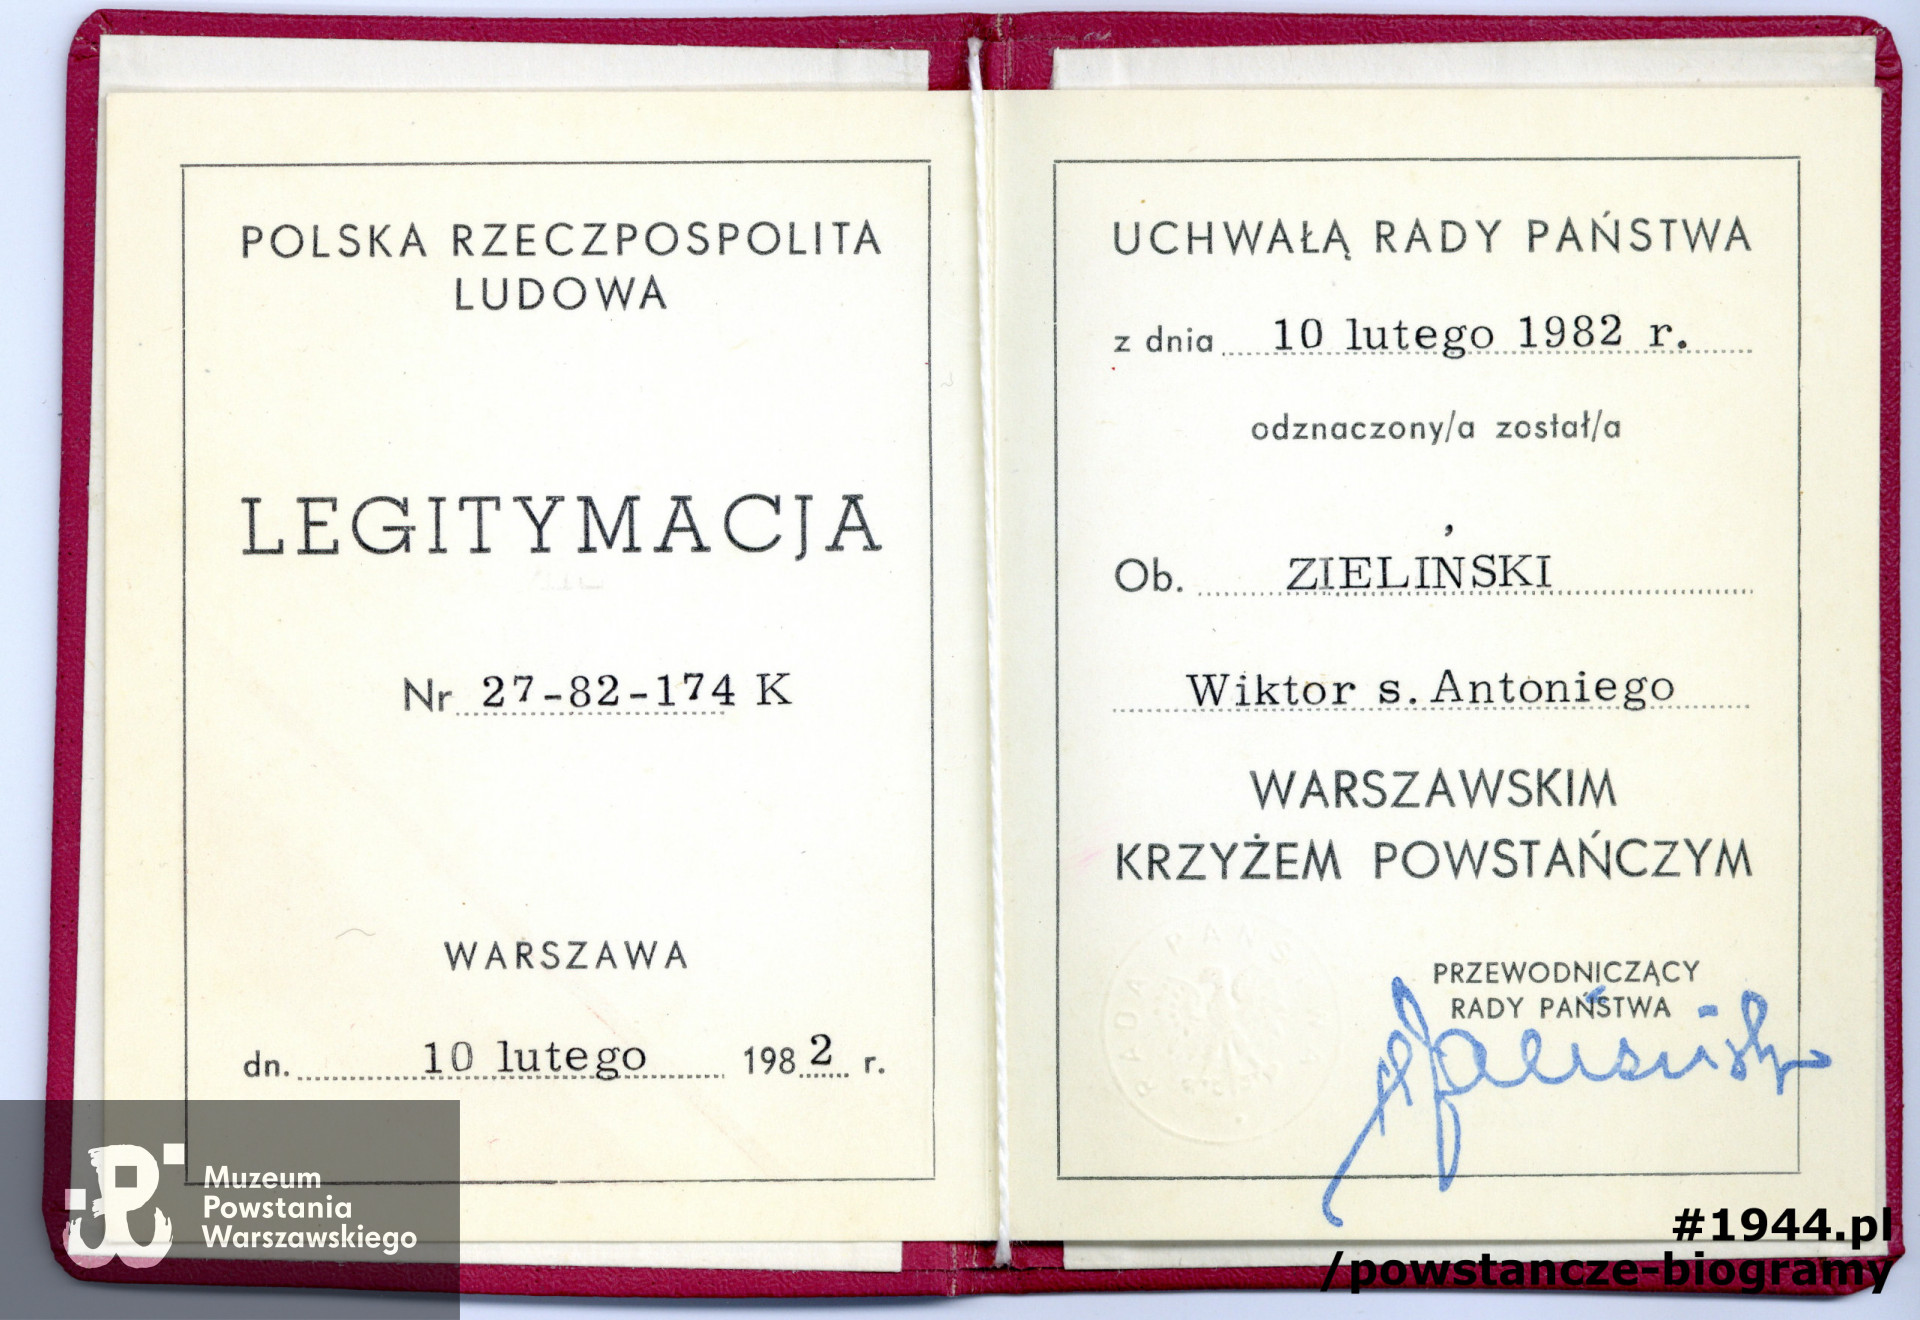 POLSKA RZECZPOSPOLITA
LUDOWA
LEGITYMACJA
Nr 27-82-174 K
WARSZAWA
dn. 10 lutego 1982 r.
UCHWAŁĄ RADY PAŃSTWA
z dnia 10 lutego 1982 r.
odznaczony/a został/a
Ob. ZIELIŃSKI
Wiktor s. Antoniego
WARSZAWSKIM
KRZYŻEM POWSTAŃCZYM
PRZEWODNICZĄCY
RADY PAŃSTWA
RADA PAŃSTWA
Muzeum
Powstania
Warszawskiego
#1944.pl
/powstancze-biogramy